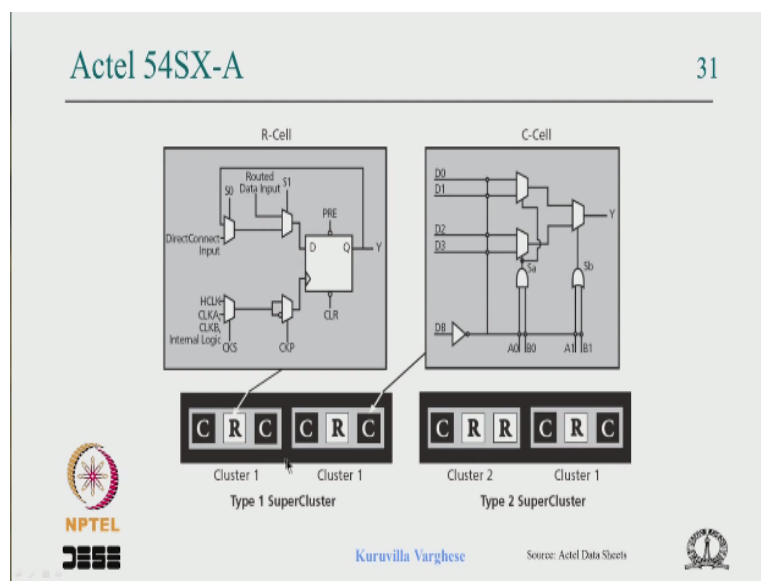 Actel 54SX-A
31
R-Cell
Routed
Data Input
S0
S1
PRE
DirectConnect
Input
D
Q
Y
HCLK
CLKA,
CLKB,
Internal Logic
CKS
CKP
CLR
C-Cell
D0
D1
D2
D3
Y
Sa
Sb
DB
A0
B0
A1
B1
C R C
C R C
Cluster 1
Cluster 1
Type 1 SuperCluster
C R R
C R C
Cluster 2
Cluster 1
Type 2 SuperCluster
NPTEL
DESE
Kuruvilla Varghese
Source: Actel Data Sheets